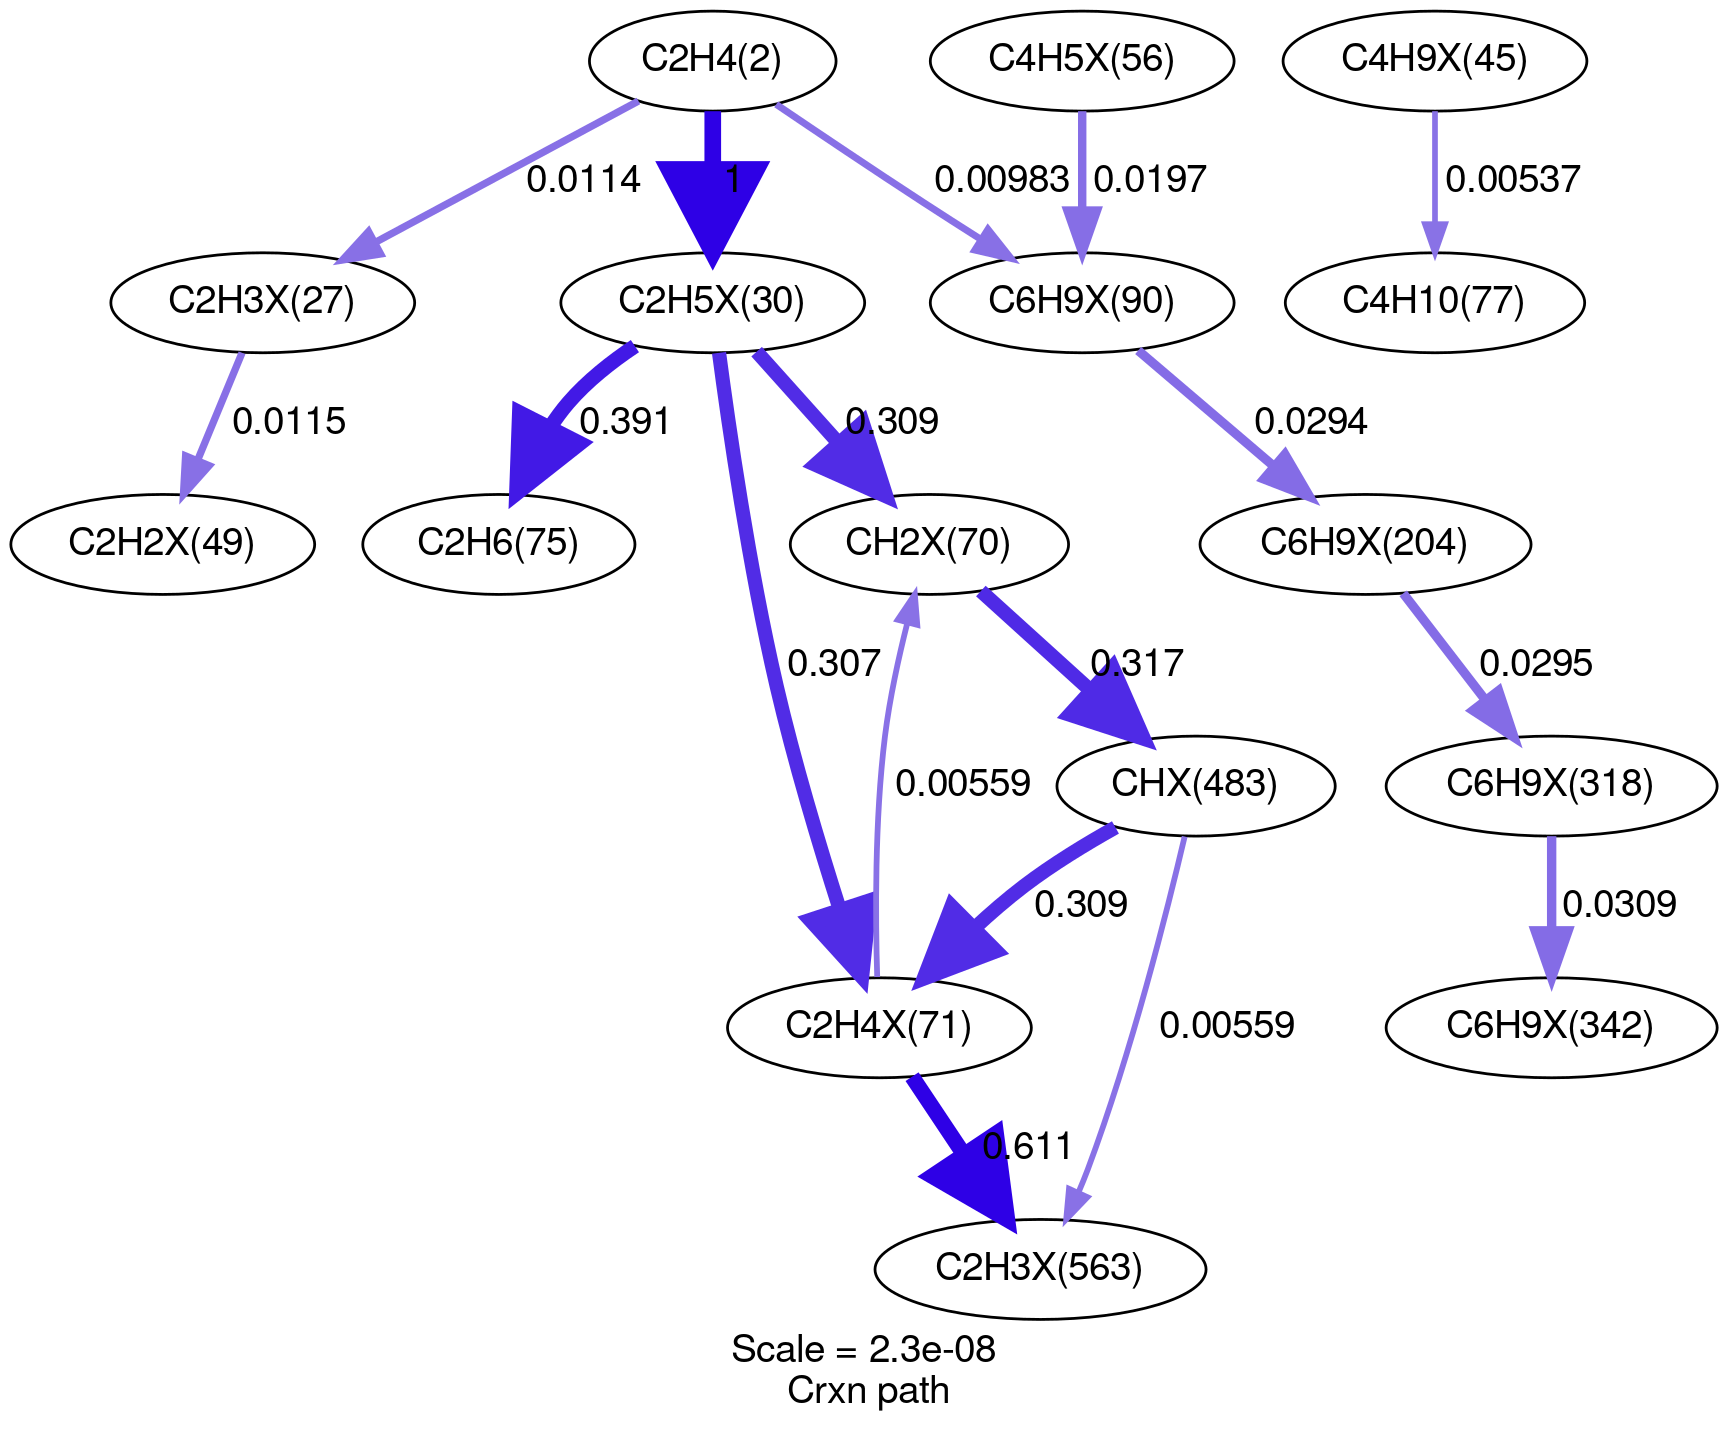 C2H4(2)
C4H5X(56)
C4H9X(45)
0.0114
1
0.00983
0.0197
0.00537
C2H3X(27)
C2H5X(30)
C6H9X(90)
C4H10(77)
0.0115
0.391
0.309
0.0294
C2H2X(49)
C2H6(75)
CH2X(70)
C6H9X(204)
0.307
0.317
0.0295
0.00559
CHX(483)
C6H9X(318)
0.309
0.0309
C2H4X(71)
0.00559
C6H9X(342)
0.611
C2H3X(563)
Scale = 2.3e-08
Crxn path